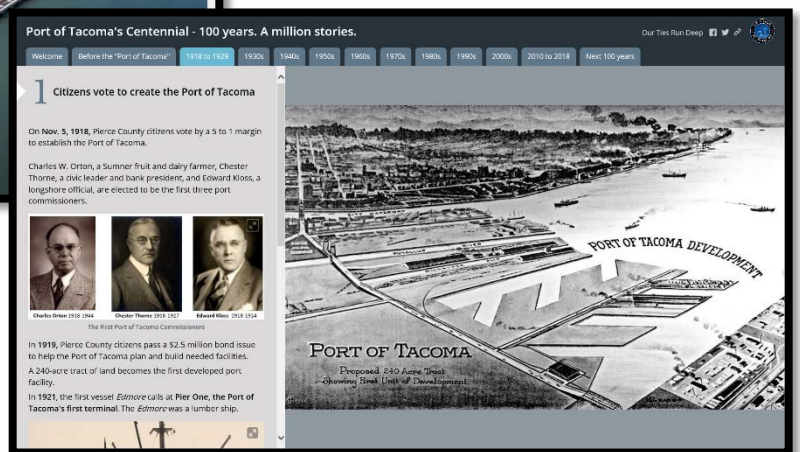 Port of Tacoma's Centennial - 100 years. A million stories.
Our Ties Run Deep
Welcome
Before the "Port of Tacoma"
1918 to 1929
1930s
1940s
1950s
1960s
1970s
1980s
1990s
2000s
2010 to 2018
Next 100 years
1 Citizens vote to create the Port of Tacoma
On Nov. 5, 1918, Pierce County citizens vote by a 5 to 1 margin
to establish the Port of Tacoma.
Charles W. Orton, a Sumner fruit and dairy farmer, Chester
Thorne, a civic leader and bank president, and Edward Kloss, a
longshore official, are elected to be the first three port
commissioners.
Charles Orton 1918-1944
Chester Thorne 1918-1927
Edward Kloss 1918-1924
The First Port of Tacoma Commissioners
In 1919, Pierce County citizens pass a $2.5 million bond issue
to help the Port of Tacoma plan and build needed facilities.
A 240-acre tract of land becomes the first developed port
facility.
In 1921, the first vessel Edmore calls at Pier One, the Port of
Tacoma's first terminal. The Edmore was a lumber ship.
PUYALLUP RIVER
PORT OF TACOMA DEVELOPMENT
PORT OF TACOMA
Proposed 240 Acre Tract
Showing First Unit of Development